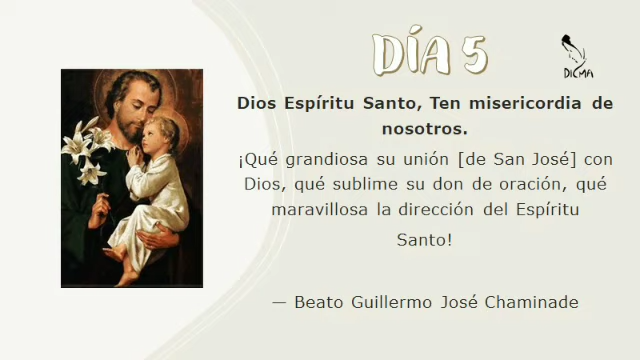 DÍA 5
DICMA
Dios Espíritu Santo, Ten misericordia de
nosotros.
¡Qué grandiosa su unión [de San José] con
Dios, qué sublime su don de oración, qué
maravillosa la dirección del Espíritu
Santo!
— Beato Guillermo José Chaminade